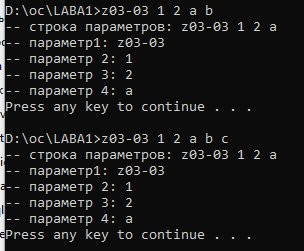 D:\oc\LABA1>z03-03 1 2 a b
-- строка параметров: z03-03 1 2 a
-- параметр1: z03-03
-- параметр 2: 1
-- параметр 3: 2
-- параметр 4: a
Press any key to continue . . .
D:\oc\LABA1>z03-03 1 2 a b c
-- строка параметров: z03-03 1 2 a
-- параметр1: z03-03
-- параметр 2: 1
-- параметр 3: 2
-- параметр 4: a
Press any key to continue . . .